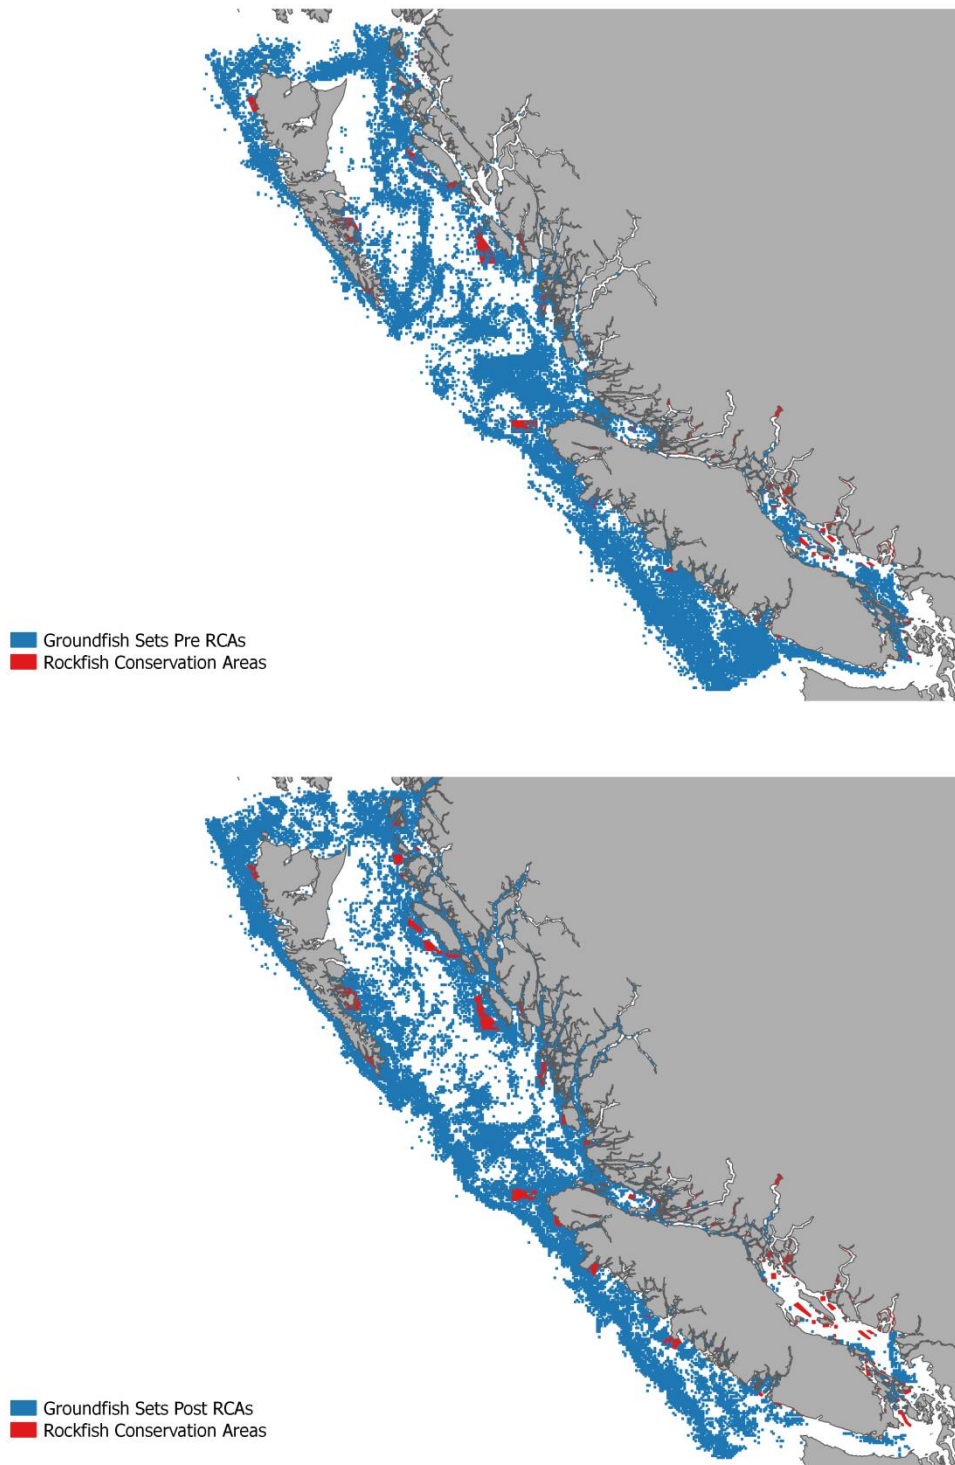 Groundfish Sets Pre RCAs
Rockfish Conservation Areas
Groundfish Sets Post RCAs
Rockfish Conservation Areas